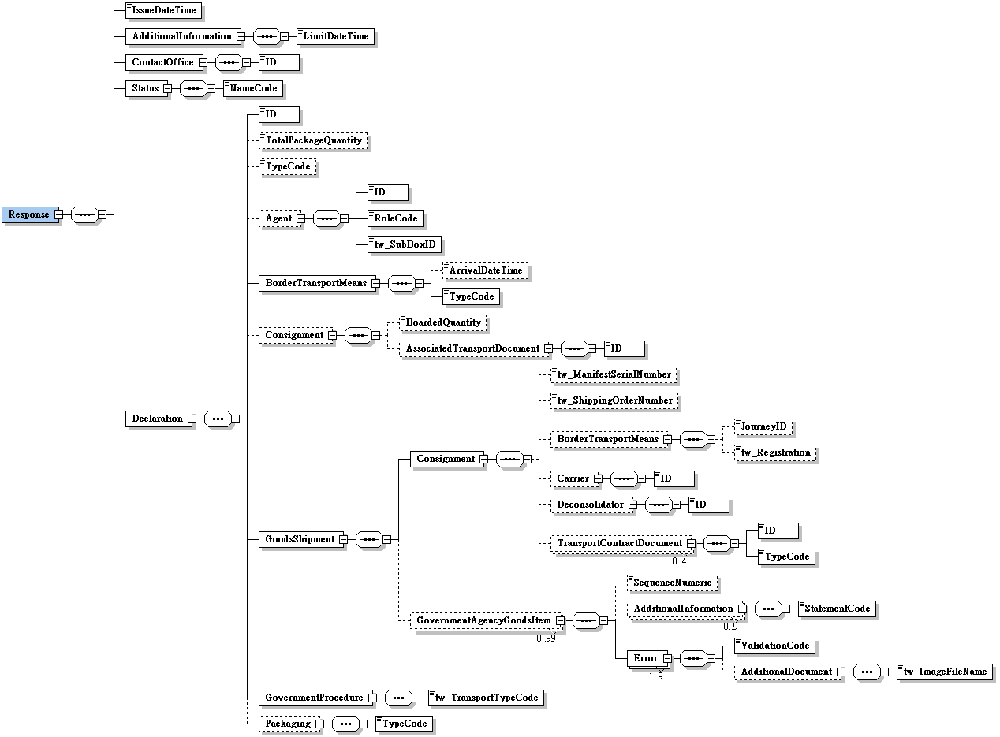 IssueDateTime
AdditionalInformation LimitDateTime
ContactOffice ID
Status NameCode
ID
TotalPackageQuantity
TypeCode
ID
Response Agent RoleCode
tw_SubBoxID
ArrivalDateTime
BorderTransportMeans TypeCode
BoardedQuantity
Consignment AssociatedTransportDocument ID
tw_ManifestSerialNumber
tw_ShippingOrderNumber
Declaration
JourneyID
BorderTransportMeans tw_Registration
Consignment
Carrier ID
Deconsolidator ID
ID
GoodsShipment TransportContractDocument TypeCode
0..4
SequenceNumeric
AdditionalInformation StatementCode
GovernmentAgencyGoodsItem 0..9
0..99
ValidationCode
Error
1..9
AdditionalDocument tw_ImageFileName
GovernmentProcedure tw_TransportTypeCode
Packaging TypeCode